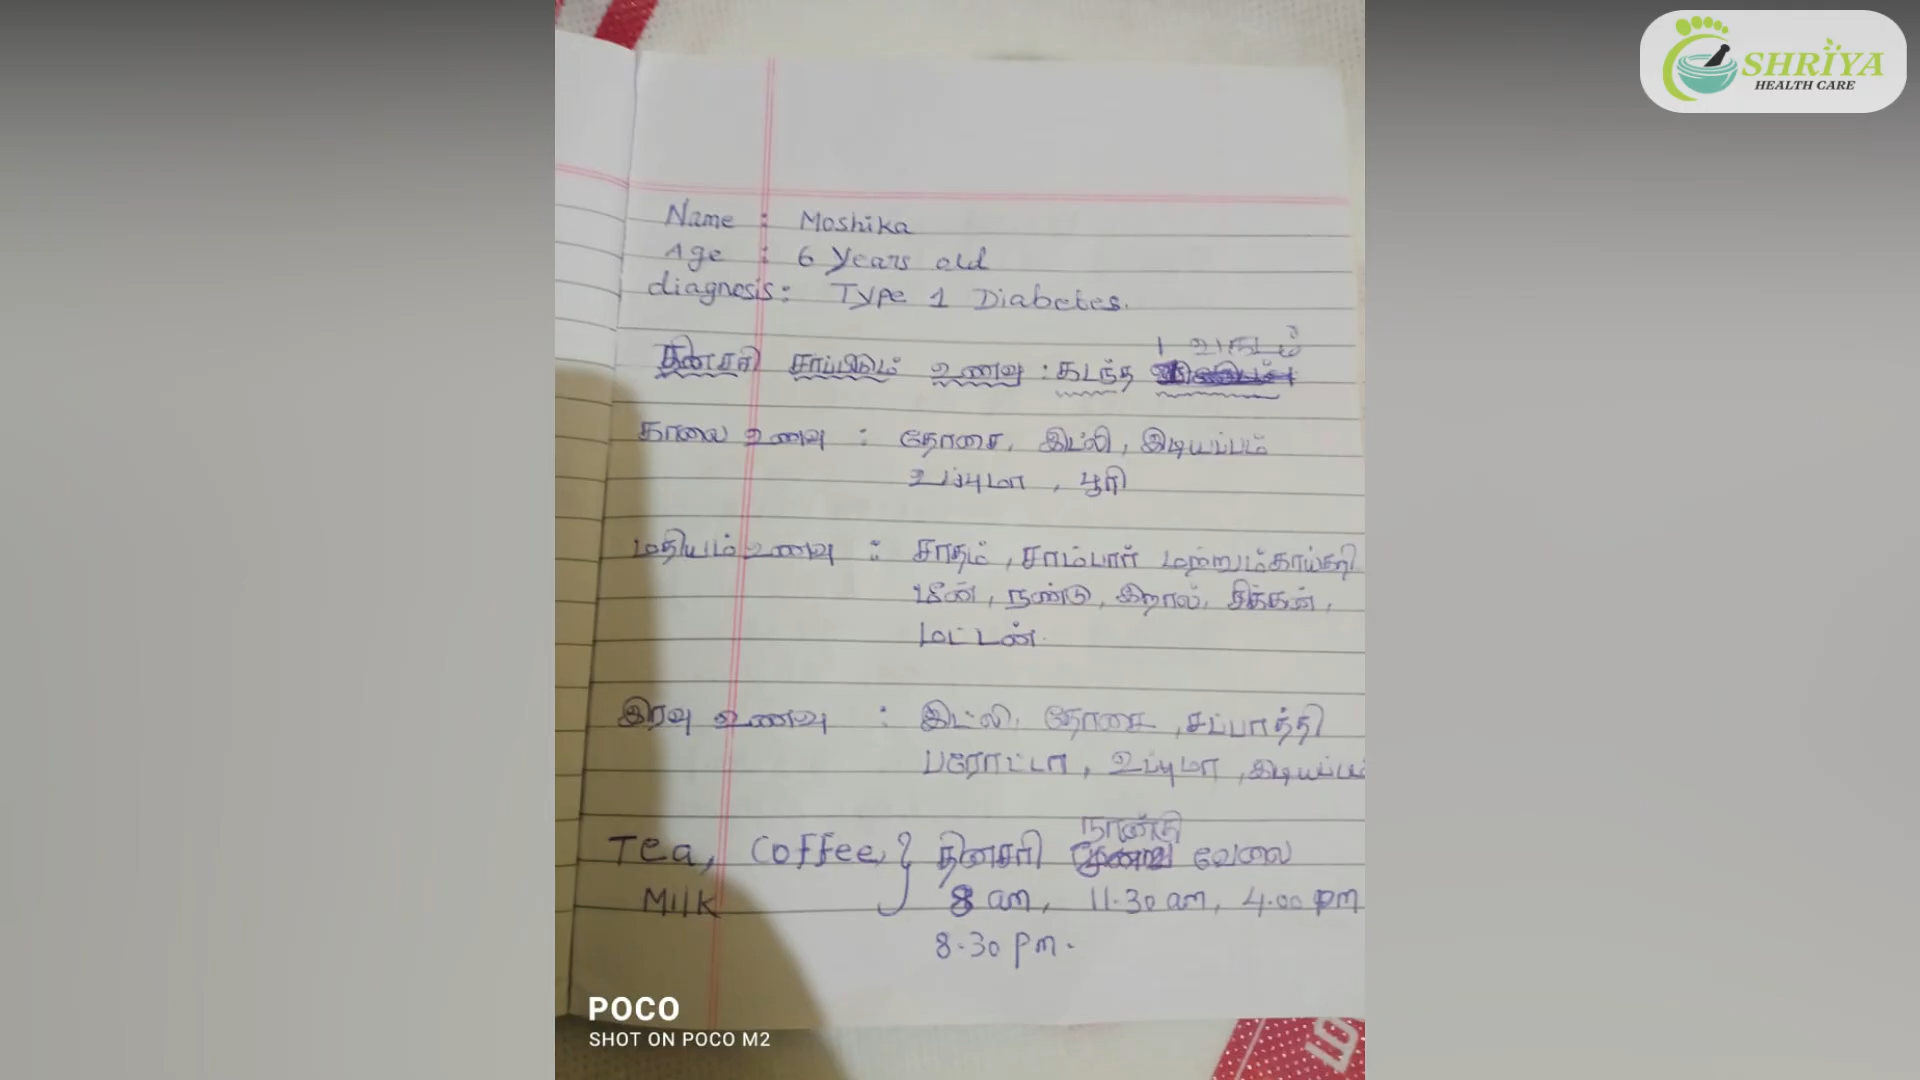 SHRIYA
HEALTH CARE
Name : Moshika
Age : 6 years old
diagnosis: Type 1 Diabetes.
1 வாரம்
தினசரி சாப்பிடும் உணவு : கடந்த
காலை உணவு : தோசை, இட்லி, இடியப்பம்
உப்புமா , பூரி
மதியம் உணவு : சாதம் , சாம்பார் மற்றும் காய்கறி
மீன், நண்டு, இறால், சிக்கன்,
மட்டன்.
இரவு உணவு : இட்லி, தோசை, சப்பாத்தி
பரோட்டா, உப்புமா, இடியப்பம்
நான்கு
Tea, Coffee, } தினசரி வேலை
Milk 8 am, 11.30 am, 4.00 pm
8.30 pm.
POCO
SHOT ON POCO M2